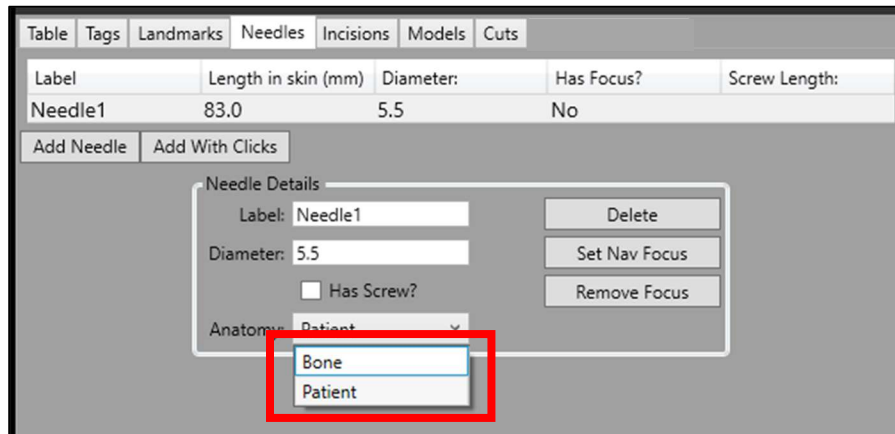 Table Tags Landmarks Needles Incisions Models Cuts
Label Length in skin (mm) Diameter: Has Focus? Screw Length:
Needle1 83.0 5.5 No
Add Needle Add With Clicks
Needle Details
Label: Needle1 Delete
Diameter: 5.5 Set Nav Focus
Has Screw? Remove Focus
Anatomy: Patient
Bone
Patient